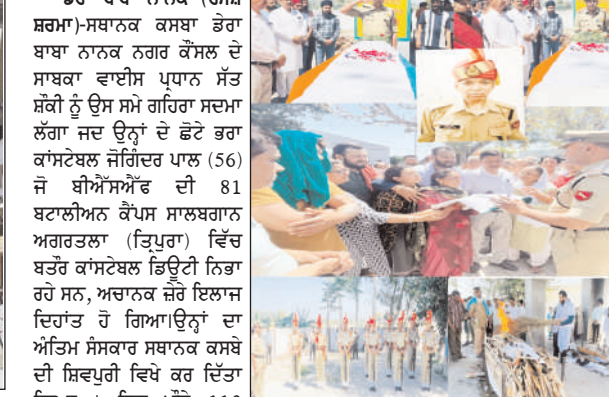 ਡੇਰਾ ਬਾਬਾ ਨਾਨਕ
ਸ਼ਰਮਾ)-ਸਥਾਨਕ ਕਸਬਾ ਡੇਰਾ
ਬਾਬਾ ਨਾਨਕ ਨਗਰ ਕੌਂਸਲ ਦੇ
ਸਾਬਕਾ ਵਾਈਸ ਪ੍ਰਧਾਨ ਸੱਤ
ਸ਼ੌਕੀ ਨੂੰ ਉਸ ਸਮੇ ਗਹਿਰਾ ਸਦਮਾ
ਲੱਗਾ ਜਦ ਉਨ੍ਹਾਂ ਦੇ ਛੋਟੇ ਭਰਾ
ਕਾਂਸਟੇਬਲ ਜੋਗਿੰਦਰ ਪਾਲ (56)
ਜੋ ਬੀਐੱਸਐੱਫ ਦੀ 81
ਬਟਾਲੀਅਨ ਕੈਂਪਸ ਸਾਲਬਗਾਨ
ਅਗਰਤਲਾ (ਤ੍ਰਿਪੁਰਾ) ਵਿੱਚ
ਬਤੌਰ ਕਾਂਸਟੇਬਲ ਡਿਊਟੀ ਨਿਭਾ
ਰਹੇ ਸਨ, ਅਚਾਨਕ ਜ਼ੇਰੇ ਇਲਾਜ
ਦਿਹਾਂਤ ਹੋ ਗਿਆ।ਉਨ੍ਹਾਂ ਦਾ
ਅੰਤਿਮ ਸੰਸਕਾਰ ਸਥਾਨਕ ਕਸਬੇ
ਦੀ ਸ਼ਿਵਪੁਰੀ ਵਿਖੇ ਕਰ ਦਿੱਤਾ